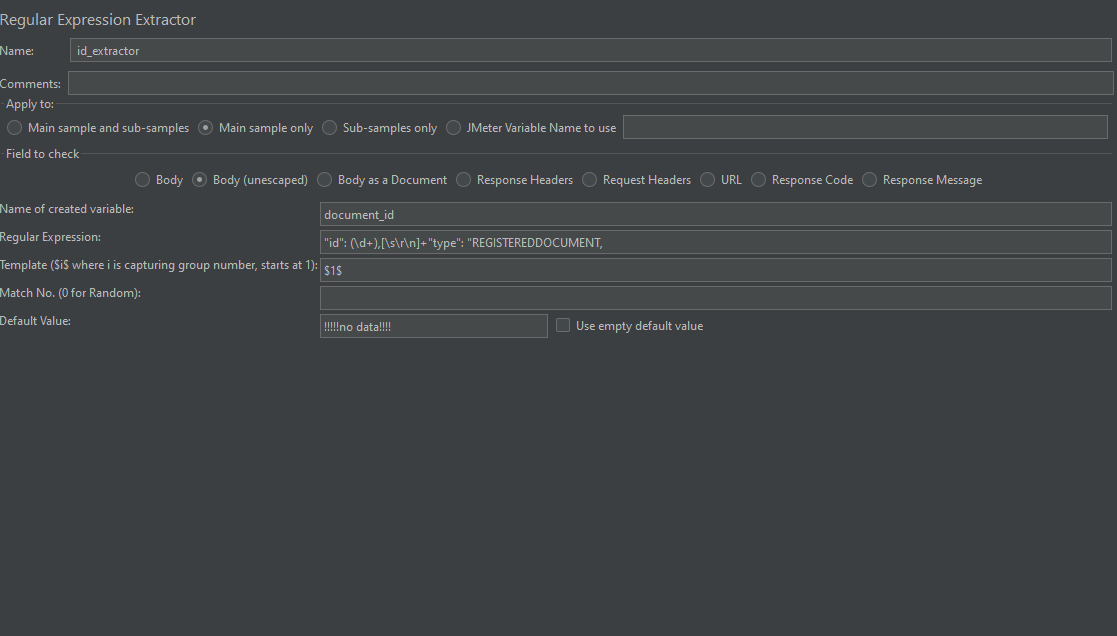 Regular Expression Extractor
Name: id_extractor
Comments:
Apply to:
Main sample and sub-samples Main sample only Sub-samples only JMeter Variable Name to use
Field to check
Body Body (unescaped) Body as a Document Response Headers Request Headers URL Response Code Response Message
Name of created variable: document_id
Regular Expression: "id": (\d+),[\s\r\n]+"type": "REGISTEREDDOCUMENT,
Template ($i$ where i is capturing group number, starts at 1): $1$
Match No. (0 for Random):
Default Value: !!!!!no data!!!! Use empty default value